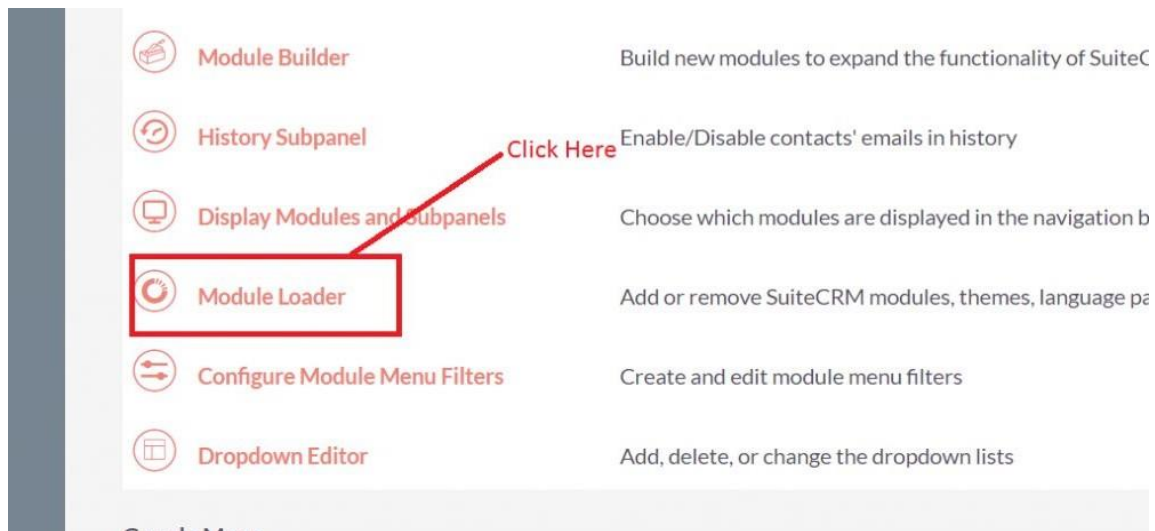 Module Builder Build new modules to expand the functionality of
History Subpanel Enable/Disable contacts' emails in history
Click Here
Display Modules and Subpanels Choose which modules are displayed in the navigation
Module Loader Add or remove SuiteCRM modules, themes, language
Configure Module Menu Filters Create and edit module menu filters
Dropdown Editor Add, delete, or change the dropdown lists